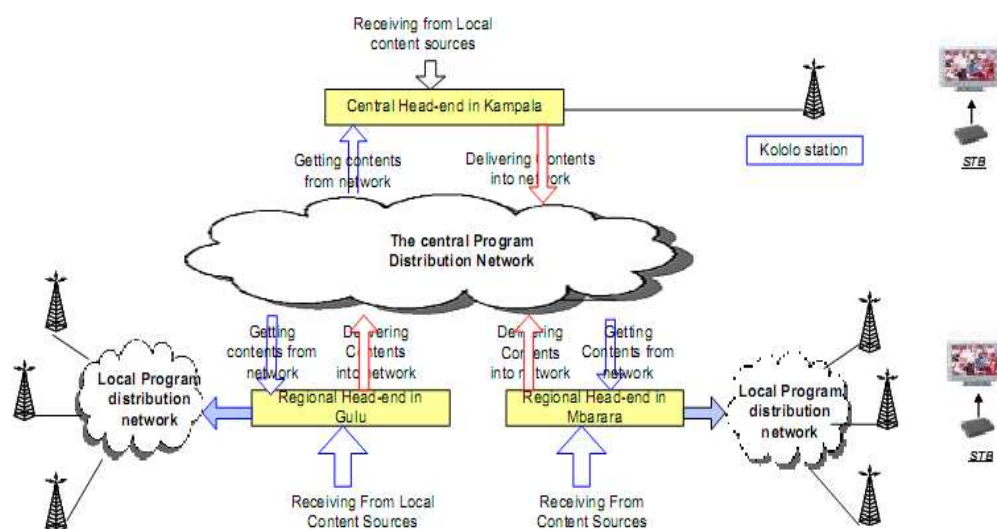 Receiving from Local
content sources
Central Head-end in Kampala
Kololo station
STB
Getting contents
from network
Delivering Contents
into network
The central Program
Distribution Network
Getting
contents from
network
Delivering
Contents
into network
Delivering
Contents
into network
Getting
Contents from
network
Local Program
distribution
network
Regional Head-end in
Gulu
Regional Head-end in
Mbarara
Local Program
distribution
network
STB
Receiving From Local
Content Sources
Receiving From
Content Sources